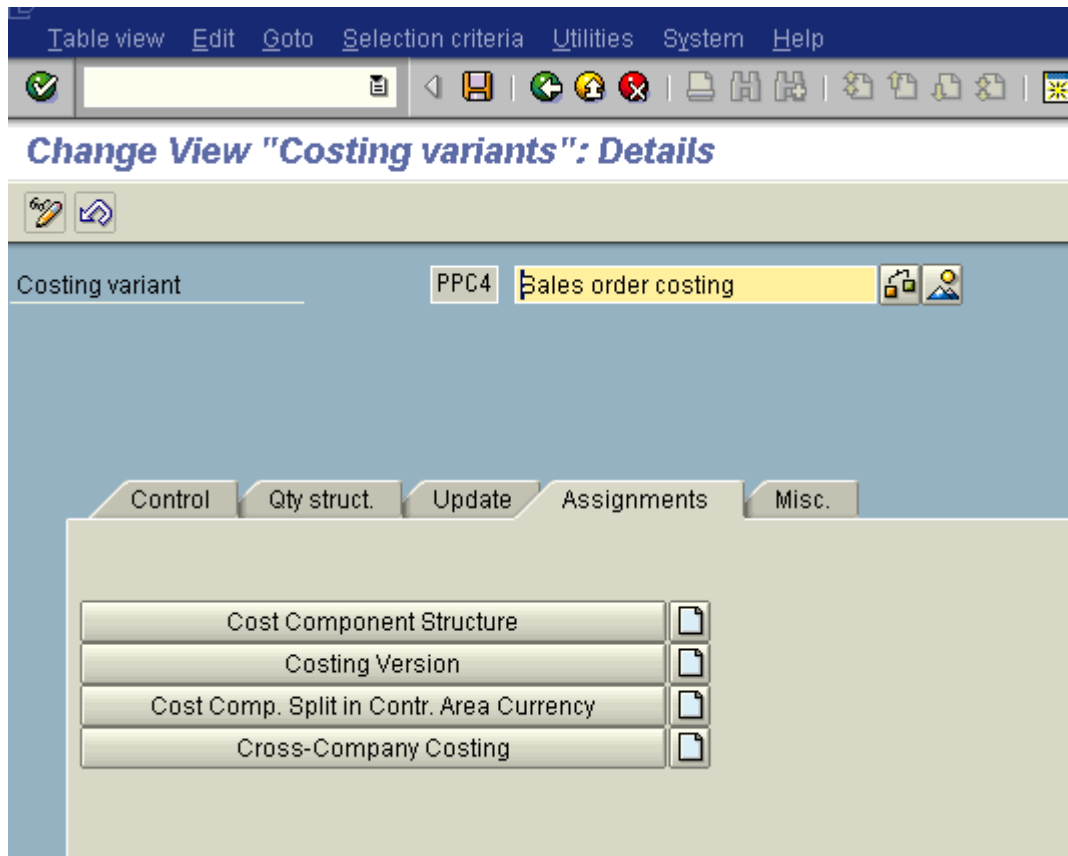 Table view Edit Goto Selection criteria Utilities System Help
Change View "Costing variants": Details
Costing variant PPC4 Sales order costing
Control Qty struct. Update Assignments Misc.
Cost Component Structure
Costing Version
Cost Comp. Split in Contr. Area Currency
Cross-Company Costing